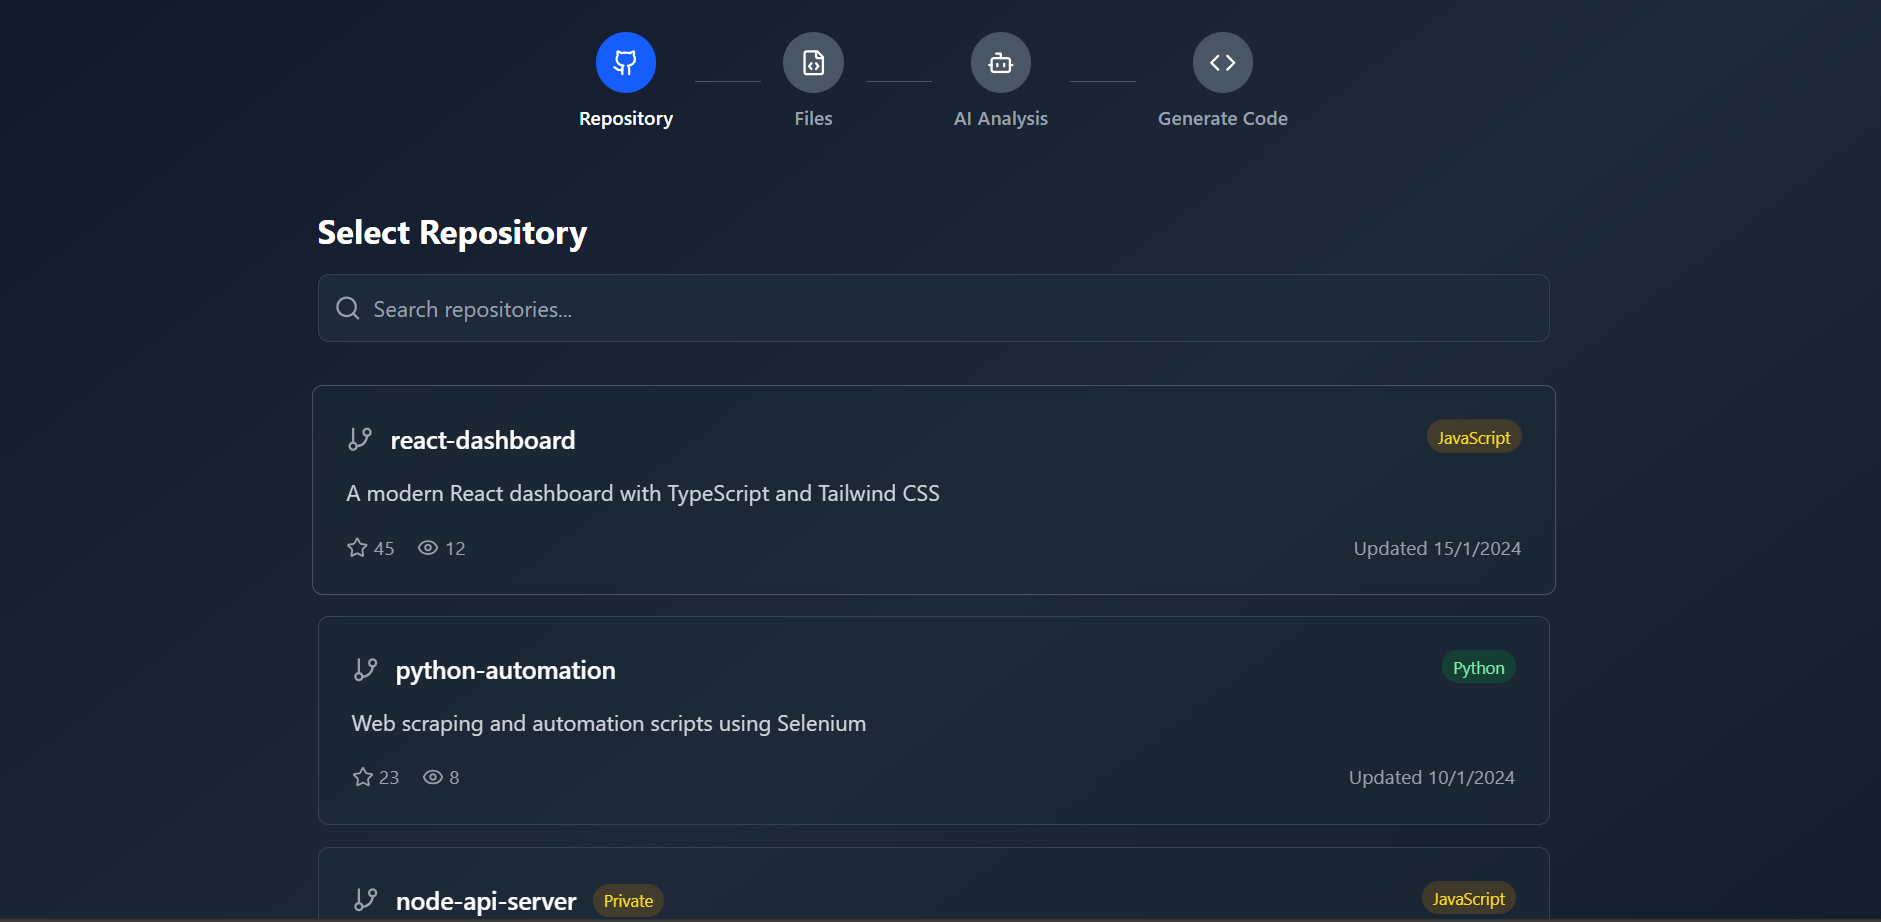 Repository
Files
AI Analysis
Generate Code
Select Repository
Search repositories...
react-dashboard
JavaScript
A modern React dashboard with TypeScript and Tailwind CSS
45
12
Updated 15/1/2024
python-automation
Python
Web scraping and automation scripts using Selenium
23
8
Updated 10/1/2024
node-api-server
Private
JavaScript